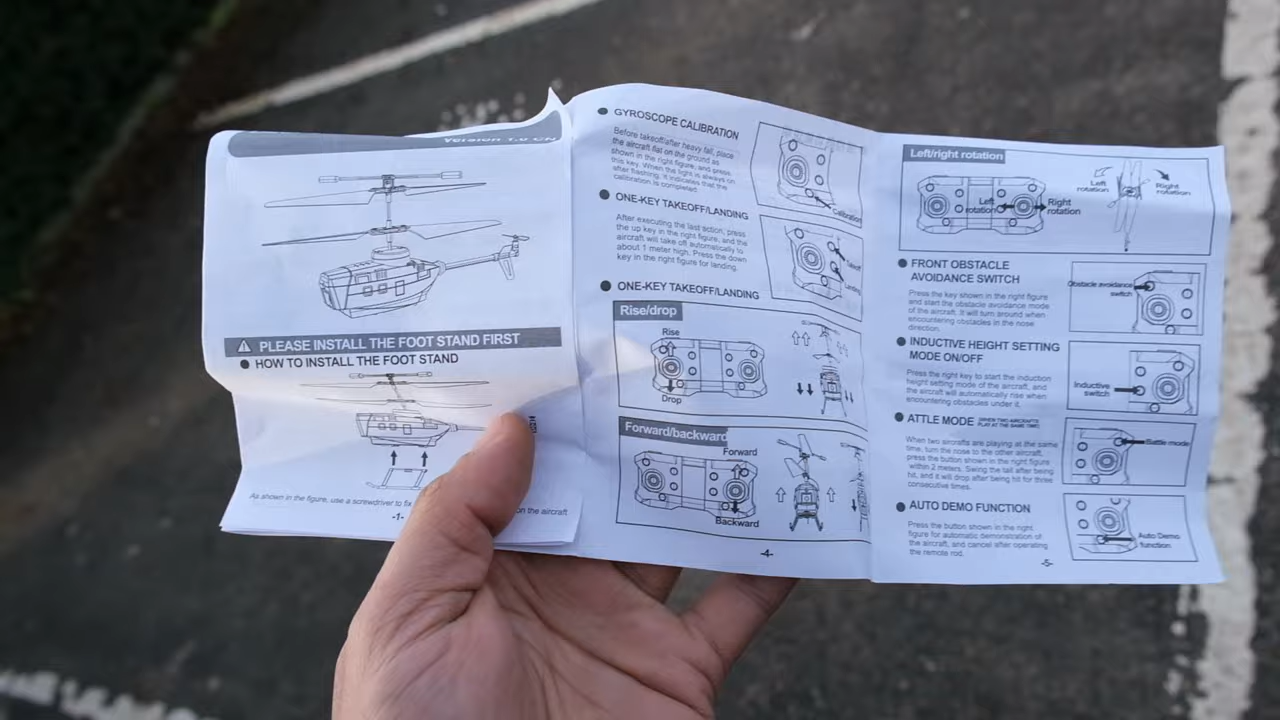 Version 1.0 CN
PLEASE INSTALL THE FOOT STAND FIRST
HOW TO INSTALL THE FOOT STAND
As shown in the figure, use a screwdriver to fix
on the aircraft
-1-
GYROSCOPE CALIBRATION
Before takeoff/after heavy fall, place
the aircraft flat on the ground as
shown in the right figure, and press
this key. When the light is always on
after flashing, it indicates that the
calibration is completed.
Calibration
ONE-KEY TAKEOFF/LANDING
After executing the last action, press
the up key in the right figure, and the
aircraft will take off automatically to
about 1 meter high. Press the down
key in the right figure for landing.
Takeoff
Landing
ONE-KEY TAKEOFF/LANDING
Rise/drop
Rise
Drop
Forward/backward
Forward
Backward
-4-
Left/right rotation
Left
rotation
Right
rotation
Left
rotation
Right
rotation
FRONT OBSTACLE
AVOIDANCE SWITCH
Press the key shown in the right figure
and start the obstacle avoidance mode
of the aircraft. It will turn around when
encountering obstacles in the nose
direction.
Obstacle avoidance
switch
INDUCTIVE HEIGHT SETTING
MODE ON/OFF
Press the right key to start the induction
height setting mode of the aircraft, and
the aircraft will automatically rise when
encountering obstacles under it.
Inductive
switch
ATTLE MODE (WHEN TWO AIRCRAFTS
PLAY AT THE SAME TIME)
When two aircrafts are playing at the same
time, turn the nose to the other aircraft,
press the button shown in the right figure
within 2 meters. Swing the tail after being
hit, and it will drop after being hit for three
consecutive times.
Battle mode
AUTO DEMO FUNCTION
Press the button shown in the right
figure for automatic demonstration of
the aircraft, and cancel after operating
the remote rod.
Auto Demo
function
-5-